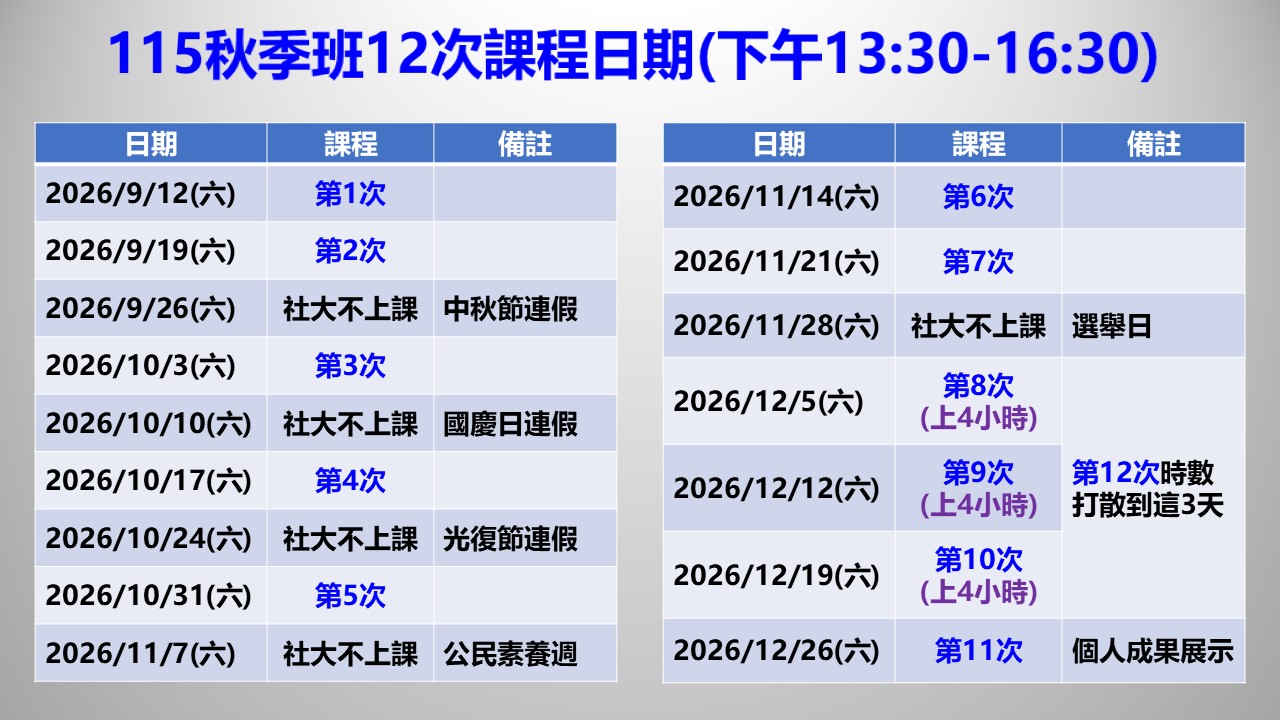 115秋季班12次課程日期(下午13:30-16:30)
日期 課程 備註
2026/9/12(六) 第1次
2026/9/19(六) 第2次
2026/9/26(六) 社大不上課 中秋節連假
2026/10/3(六) 第3次
2026/10/10(六) 社大不上課 國慶日連假
2026/10/17(六) 第4次
2026/10/24(六) 社大不上課 光復節連假
2026/10/31(六) 第5次
2026/11/7(六) 社大不上課 公民素養週
日期 課程 備註
2026/11/14(六) 第6次
2026/11/21(六) 第7次
2026/11/28(六) 社大不上課 選舉日
2026/12/5(六) 第8次
(上4小時)
2026/12/12(六) 第9次
(上4小時)
第12次時數
打散到這3天
2026/12/19(六) 第10次
(上4小時)
2026/12/26(六) 第11次 個人成果展示